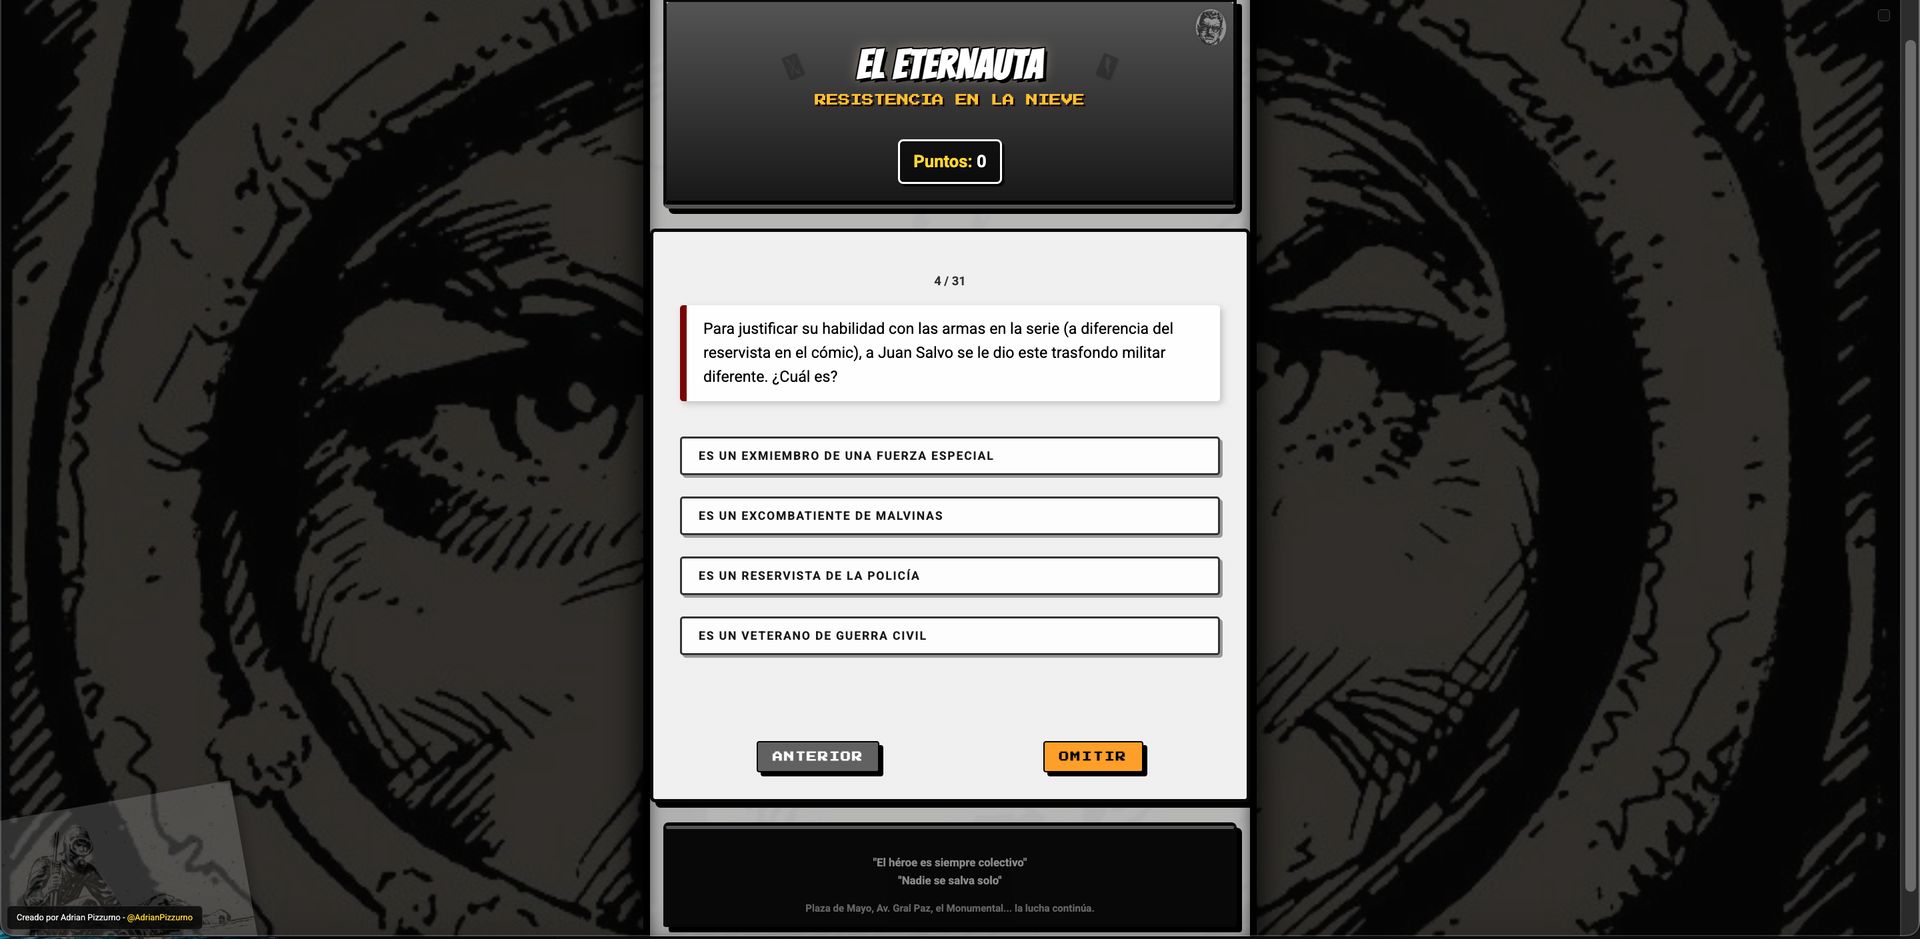 EL ETERNAUTA
RESISTENCIA EN LA NIEVE
Puntos: 0
4 / 31
Para justificar su habilidad con las armas en la serie (a diferencia del
reservista en el cómic), a Juan Salvo se le dio este trasfondo militar
diferente. ¿Cuál es?
ES UN EXMIEMBRO DE UNA FUERZA ESPECIAL
ES UN EXCOMBATIENTE DE MALVINAS
ES UN RESERVISTA DE LA POLICÍA
ES UN VETERANO DE GUERRA CIVIL
ANTERIOR
OMITIR
"El héroe es siempre colectivo"
"Nadie se salva solo"
Plaza de Mayo, Av. Gral Paz, el Monumental... la lucha continúa.
Creado por Adrian Pizzurno - @AdrianPizzurno